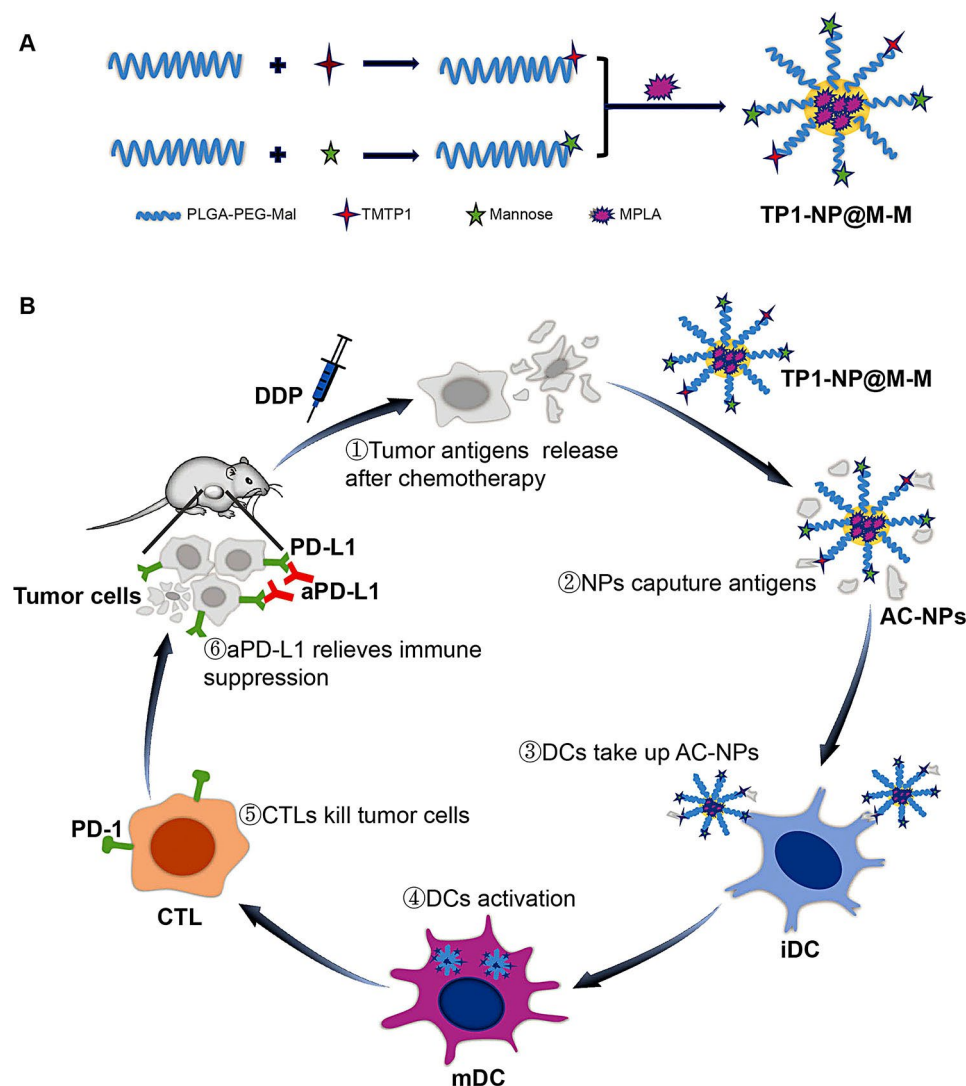 A
PLGA-PEG-Mal
TMTP1
Mannose
MPLA
TP1-NP@M-M
B
DDP
TP1-NP@M-M
①Tumor antigens release
after chemotherapy
PD-L1
aPD-L1
Tumor cells
②NPs caputure antigens
AC-NPs
⑥aPD-L1 relieves immune
suppression
③DCs take up AC-NPs
PD-1
⑤CTLs kill tumor cells
CTL
④DCs activation
iDC
mDC